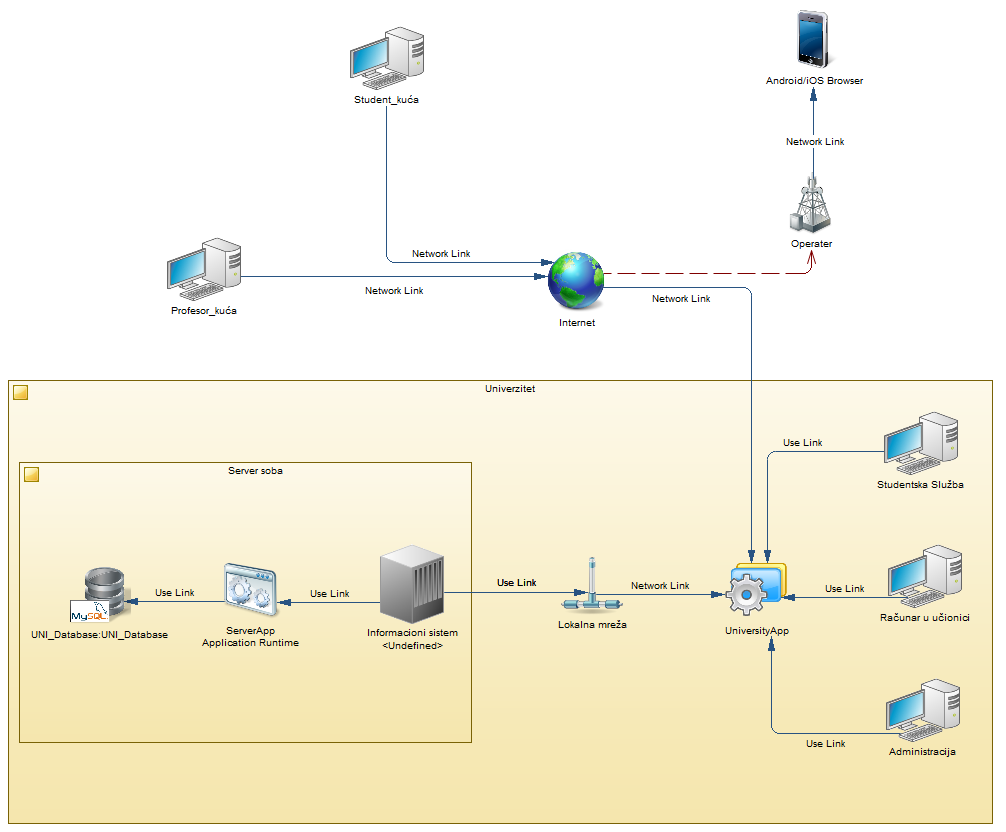 Android/iOS Browser
Student_kuća
Network Link
Operater
Network Link
Network Link
Profesor_kuća
Network Link
Internet
Univerzitet
Use Link
Server soba
Studentska Služba
Use Link
Use Link
Use Link
Network Link
Use Link
MySQL
UNI_Database:UNI_Database
ServerApp
Application Runtime
Informacioni sistem
<Undefined>
Lokalna mreža
UniversityApp
Računar u učionici
Use Link
Administracija